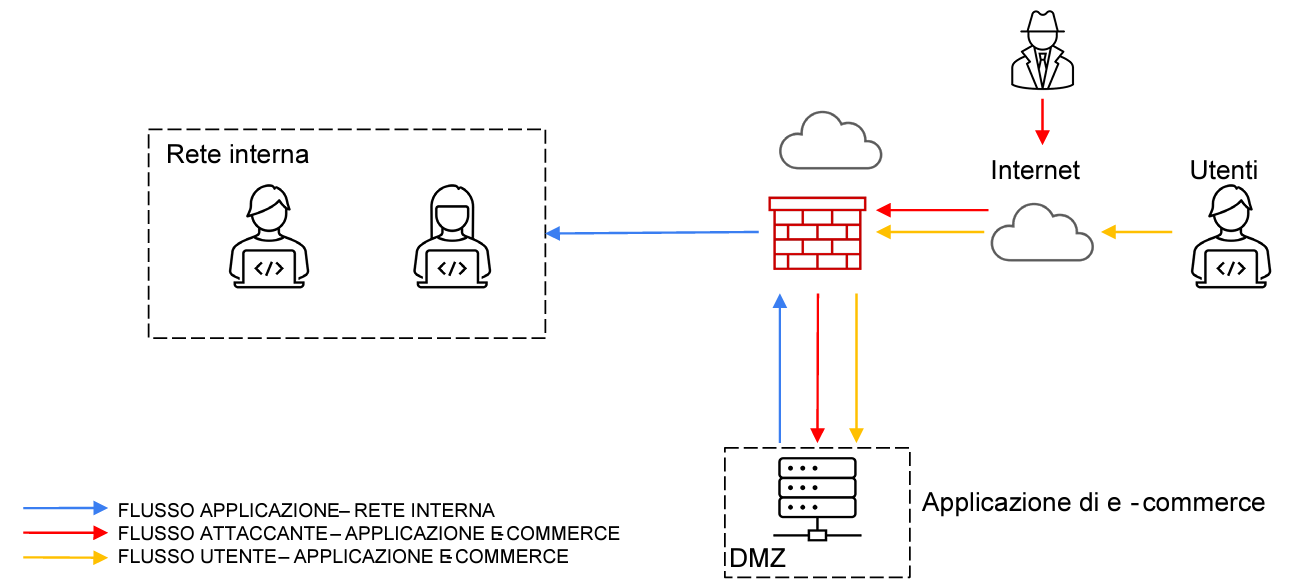 Rete interna
Internet
Utenti
</>
</>
</>
Applicazione di e - commerce
DMZ
FLUSSO APPLICAZIONE– RETE INTERNA
FLUSSO ATTACCANTE – APPLICAZIONE E-COMMERCE
FLUSSO UTENTE – APPLICAZIONE E-COMMERCE